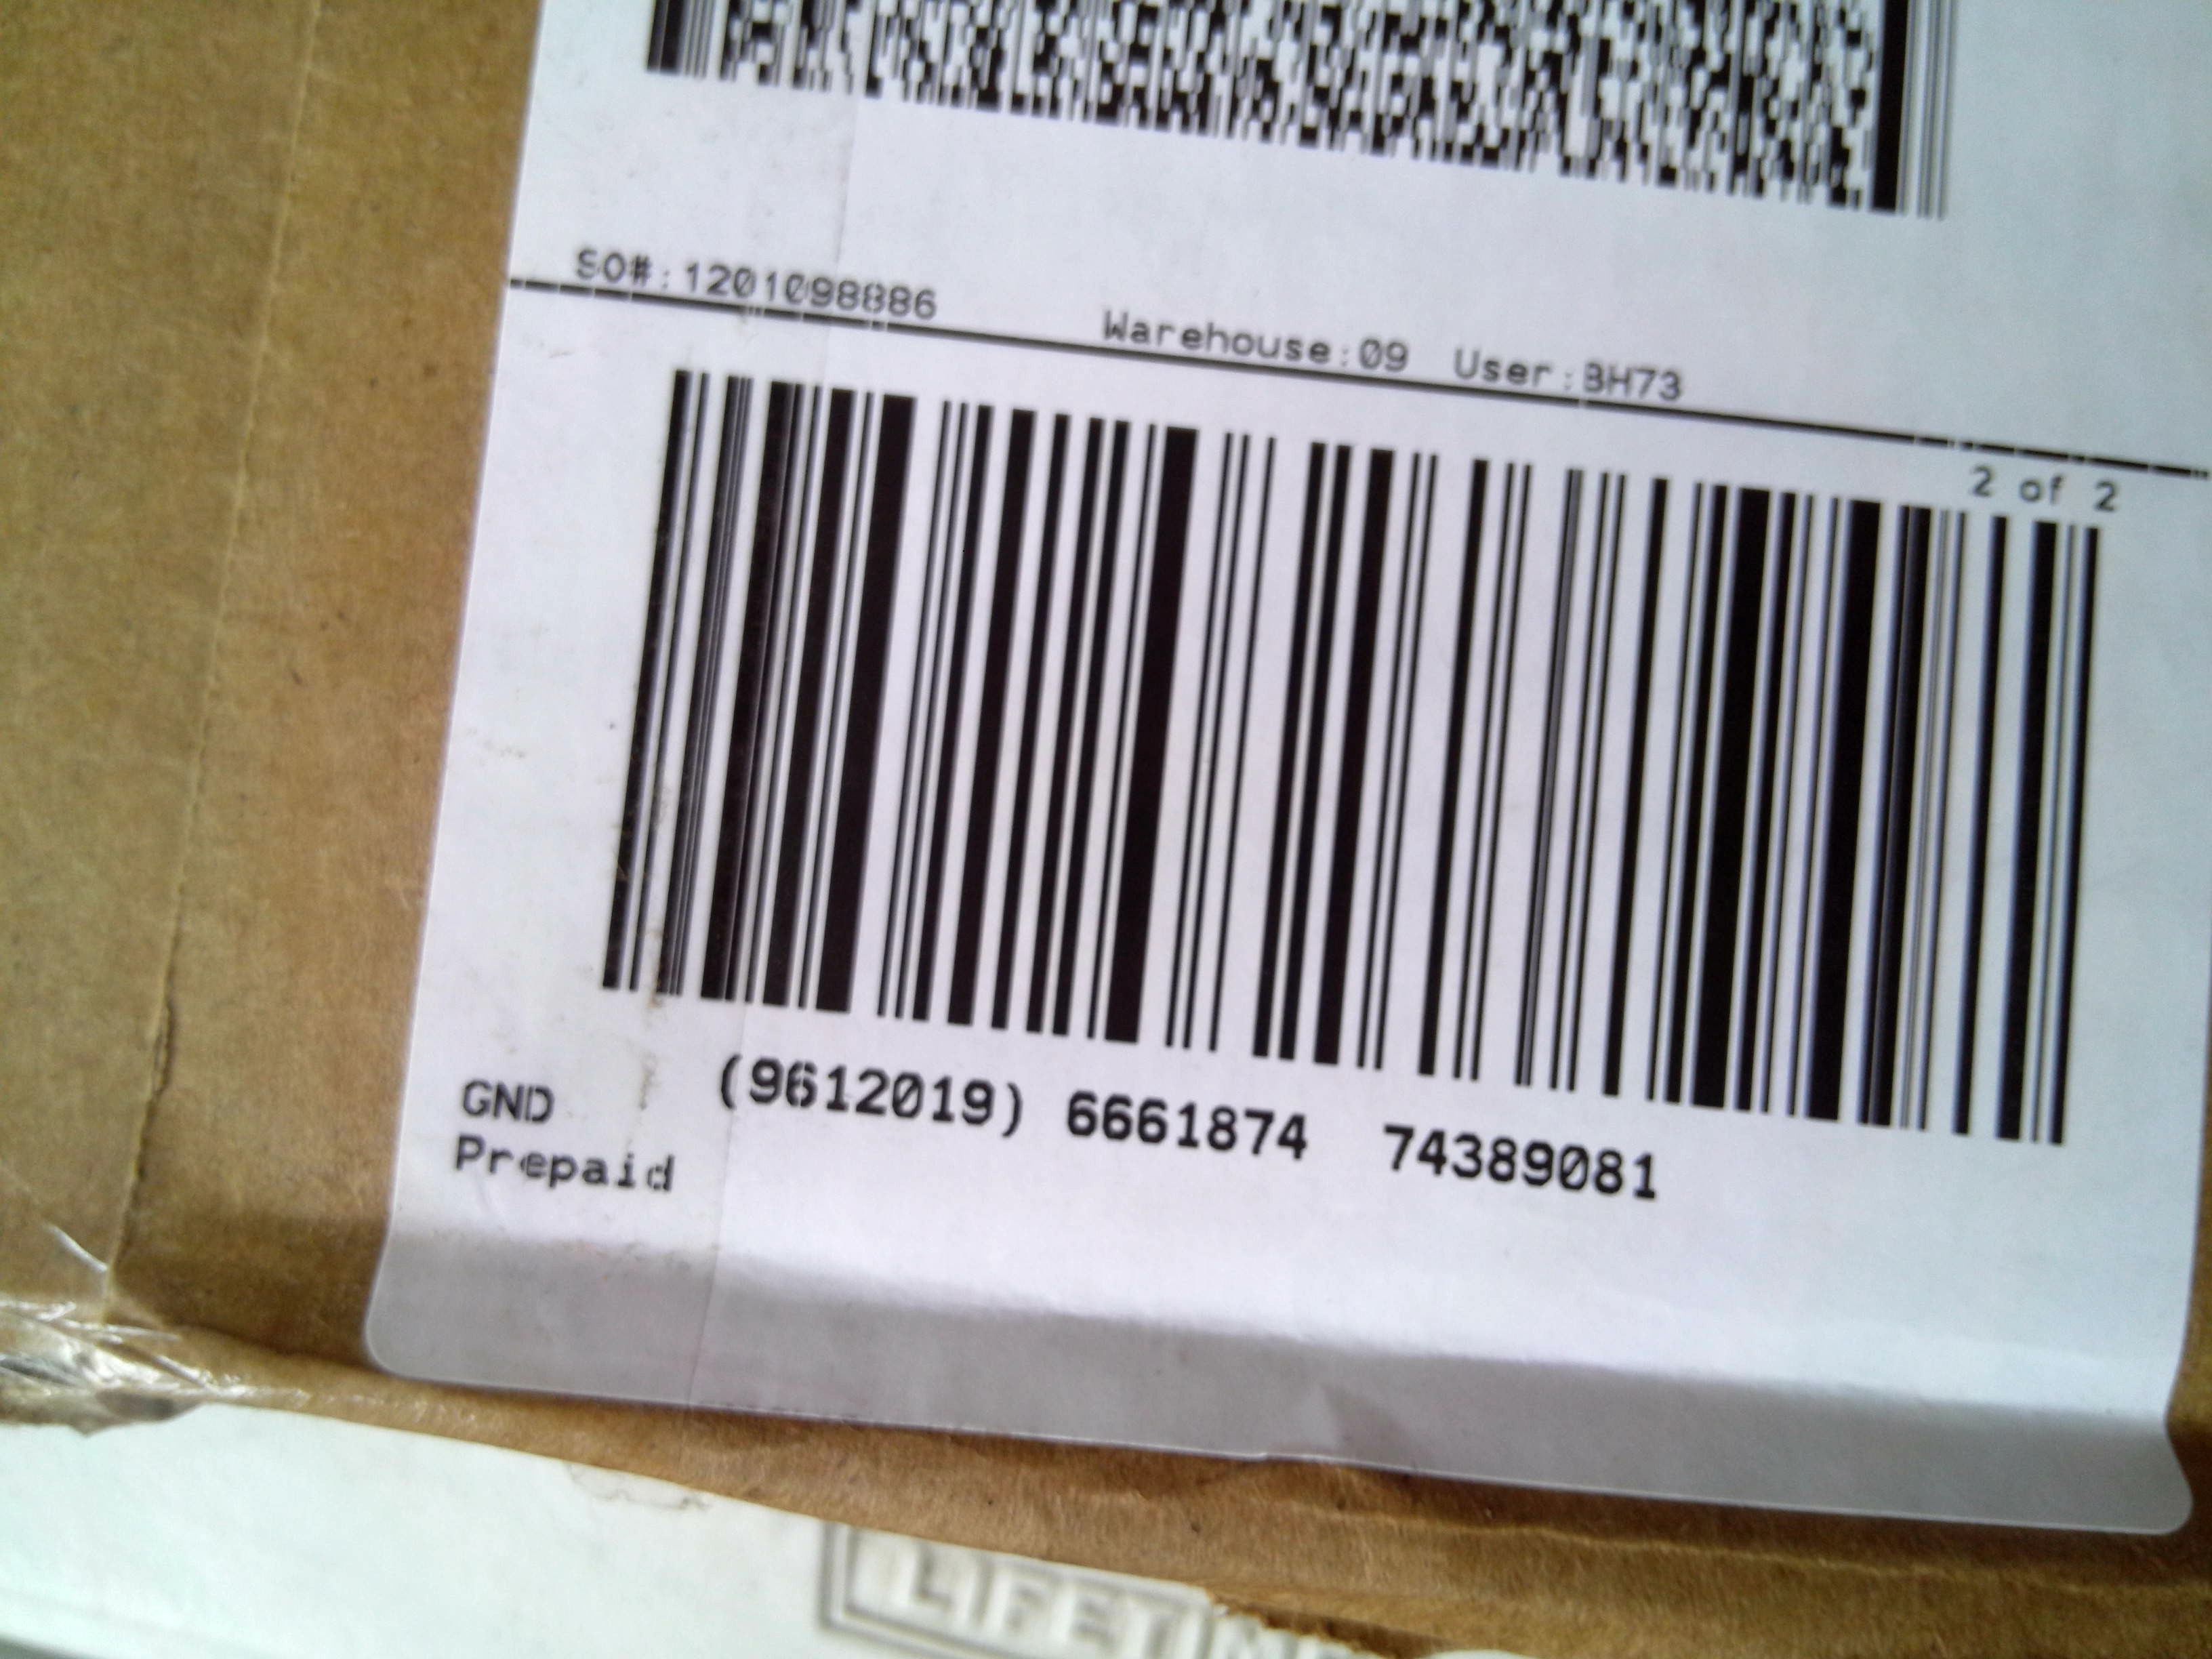 SO#:1201098886 Warehouse:09 User:BH73
2 of 2
(9612019) 6661874 74389081
GND
Prepaid